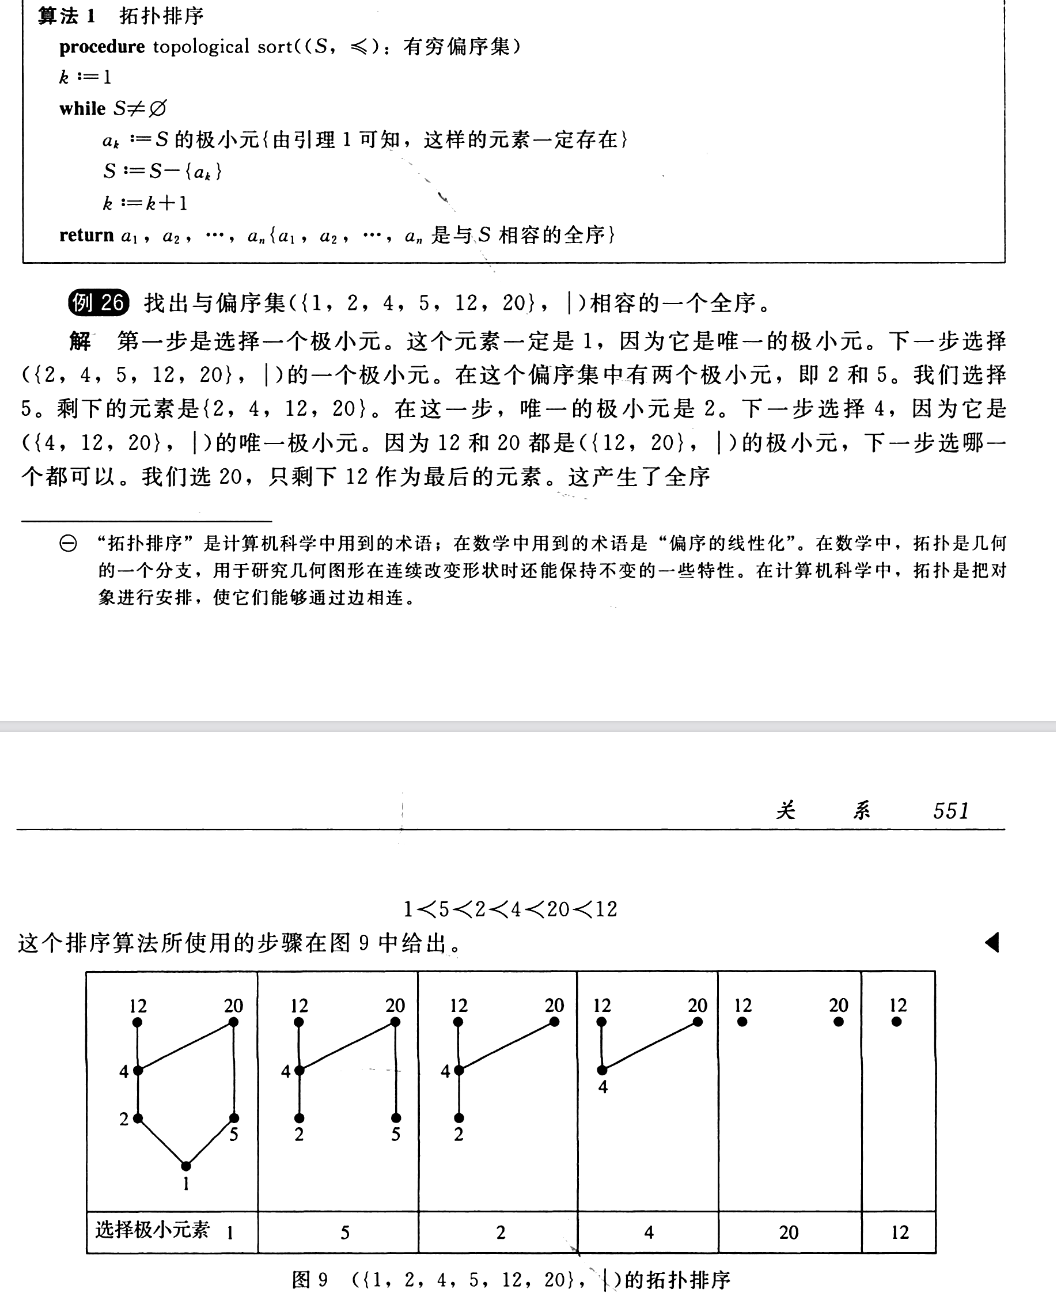 算法 1 拓扑排序
procedure topological sort((S, ≼): 有穷偏序集)
k :=1
while S≠∅
aₖ :=S 的极小元{由引理 1 可知，这样的元素一定存在}
S :=S−{aₖ}
k :=k+1
return a₁, a₂, …, aₙ{a₁, a₂, …, aₙ 是与 S 相容的全序}
例 26 找出与偏序集({1, 2, 4, 5, 12, 20}, |)相容的一个全序。
解 第一步是选择一个极小元。这个元素一定是 1，因为它是唯一的极小元。下一步选择
({2, 4, 5, 12, 20}, |)的一个极小元。在这个偏序集中有两个极小元，即 2 和 5。我们选择
5。剩下的元素是{2, 4, 12, 20}。在这一步，唯一的极小元是 2。下一步选择 4，因为它是
({4, 12, 20}, |)的唯一极小元。因为 12 和 20 都是({12, 20}, |)的极小元，下一步选哪一
个都可以。我们选 20，只剩下 12 作为最后的元素。这产生了全序
㊀ “拓扑排序”是计算机科学中用到的术语；在数学中用到的术语是“偏序的线性化”。在数学中，拓扑是几何
的一个分支，用于研究几何图形在连续改变形状时还能保持不变的一些特性。在计算机科学中，拓扑是把对
象进行安排，使它们能够通过边相连。
关 系 551
1≺5≺2≺4≺20≺12
这个排序算法所使用的步骤在图 9 中给出。
12 20 12 20 12 20 12 20 12 20 12
4 4 4 4
2 5 2 5 2
1
选择极小元素 1 5 2 4 20 12
图 9 ({1, 2, 4, 5, 12, 20}, |)的拓扑排序